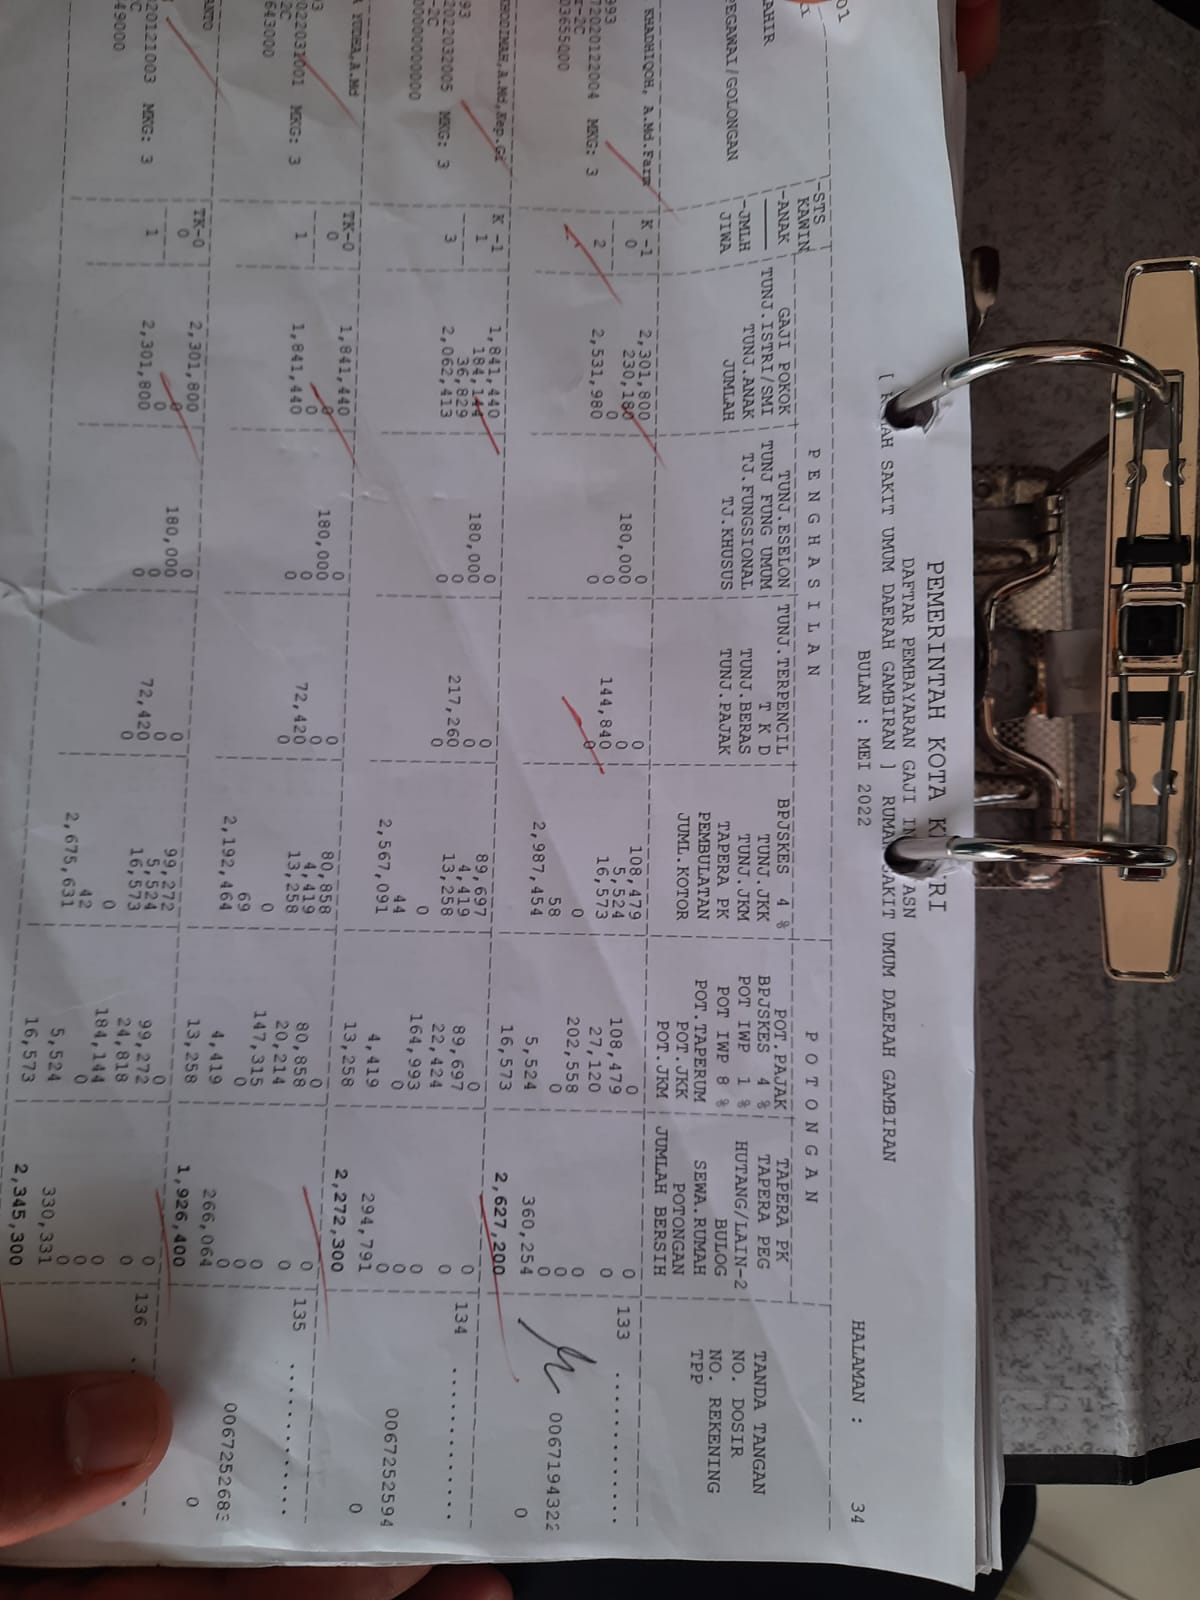 PEMERINTAH KOTA
DAFTAR PEMBAYARAN GAJI ASN
[ SAKIT UMUM DAERAH GAMBIRAN ] SAKIT UMUM DAERAH GAMBIRAN
BULAN : MEI 2022
HALAMAN : 34
01
-STS KAWIN
-ANAK
-JMLH JIWA
PEGAWAI/GOLONGAN
P E N G H A S I L A N
P O T O N G A N
GAJI POKOK
TUNJ.ISTRI/SMI
TUNJ.ANAK
JUMLAH
TUNJ.ESELON
TUNJ FUNG UMUM
TJ.FUNGSIONAL
TJ.KHUSUS
TUNJ.TERPENCIL
T K D
TUNJ.BERAS
TUNJ.PAJAK
BPJSKES 4 %
TUNJ.JKK
TUNJ.JKM
TAPERA PK
PEMBULATAN
JUML.KOTOR
POT.PAJAK
BPJSKES 4 %
POT IWP 1 %
POT IWP 8 %
POT.TAPERUM
POT.JKK
POT.JKM
TAPERA PK
TAPERA PEG
HUTANG/LAIN-2
BULOG
SEWA.RUMAH
POTONGAN
JUMLAH BERSIH
TANDA TANGAN
NO. DOSIR
NO. REKENING
TPP
KHADHIQOH, A.Md.Farm
993
72020122004 MKG: 3
r-2C
03655000
K -1
0
2
2,301,800
230,180
0
2,531,980
0
180,000
0
0
0
0
144,840
0
108,479
5,524
16,573
0
58
2,987,454
0
108,479
27,120
202,558
0
5,524
16,573
0
0
0
0
0
360,254
2,627,200
133 ..............
0067194322
0
KHODIMAH,A.Md,Kep.Gi
93
2022032005 MKG: 3
-2C
00000000000
K -1
1
3
1,841,440
184,144
36,829
2,062,413
0
180,000
0
0
0
0
217,260
0
89,697
4,419
13,258
0
44
2,567,091
0
89,697
22,424
164,993
0
4,419
13,258
0
0
0
0
0
294,791
2,272,300
134 ..............
0067252594
0
A YUDHA,A.Md
3
022031001 MKG: 3
2C
643000
TK-0
0
1
1,841,440
0
0
1,841,440
0
180,000
0
0
0
0
72,420
0
80,858
4,419
13,258
0
69
2,192,464
0
80,858
20,214
147,315
0
4,419
13,258
0
0
0
0
0
266,064
1,926,400
135 ..............
0067252683
0
ANTO
020121003 MKG: 3
C
49000
TK-0
0
1
2,301,800
0
0
2,301,800
0
180,000
0
0
0
0
72,420
0
99,272
5,524
16,573
0
42
2,675,631
0
99,272
24,818
184,144
0
5,524
16,573
0
0
0
0
0
330,331
2,345,300
136